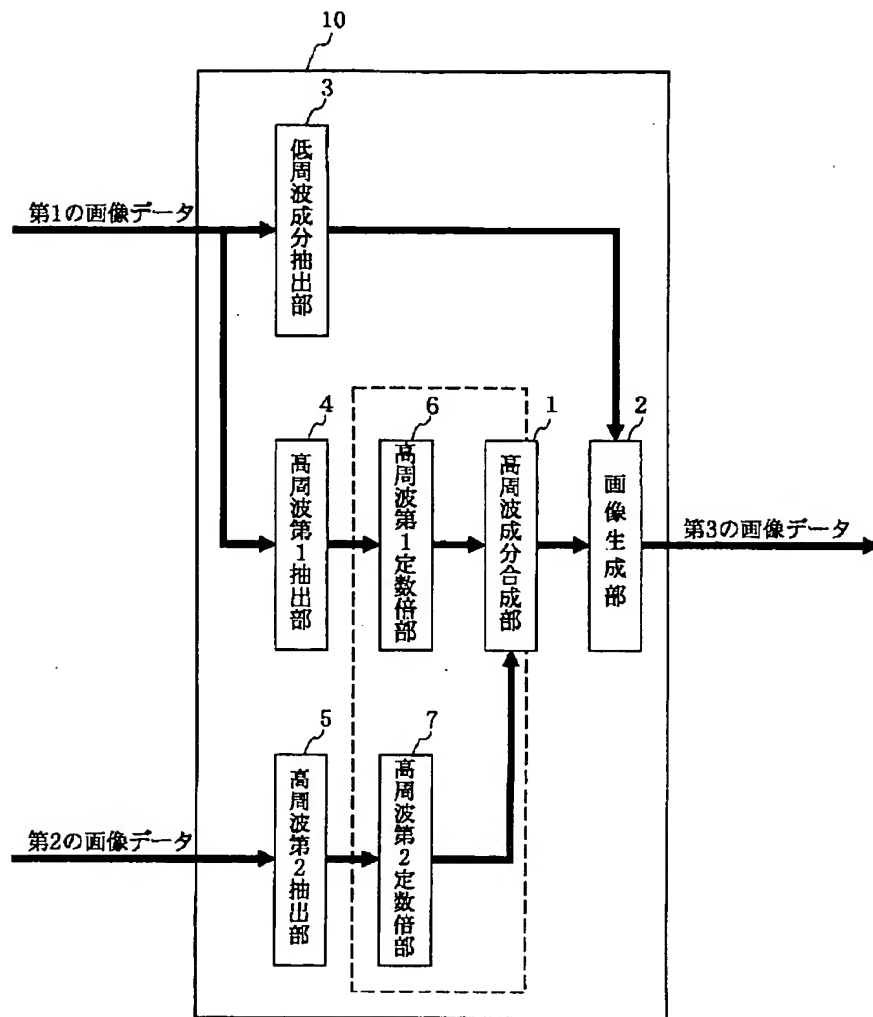 10
3
低周波成分抽出部
第1の画像データ
4
高周波第1抽出部
6
高周波第1定数倍部
1
高周波成分合成部
2
画像生成部
第3の画像データ
5
高周波第2抽出部
7
高周波第2定数倍部
第2の画像データ